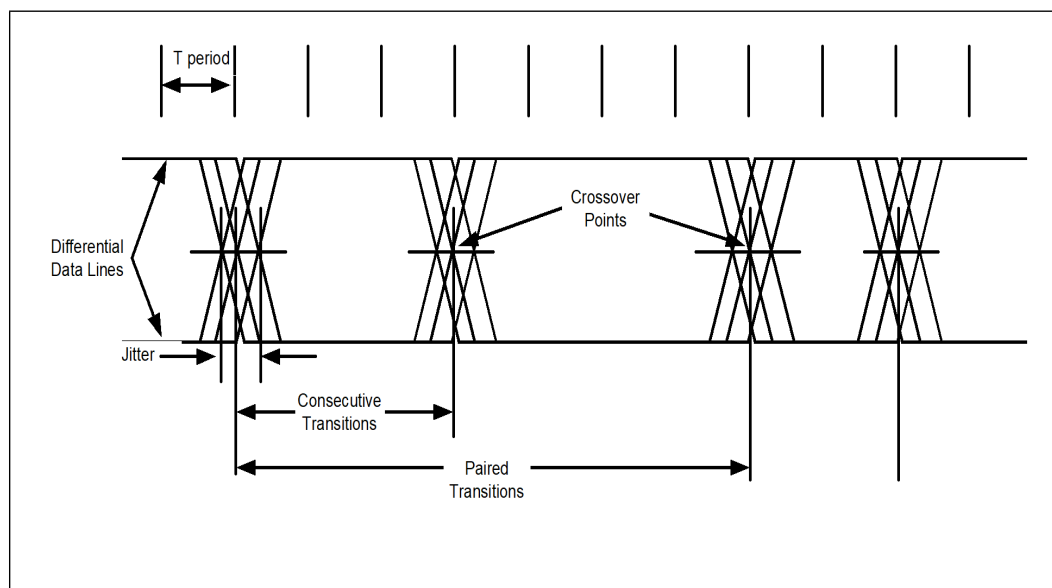 T period
Crossover
Points
Differential
Data Lines
Jitter
Consecutive
Transitions
Paired
Transitions